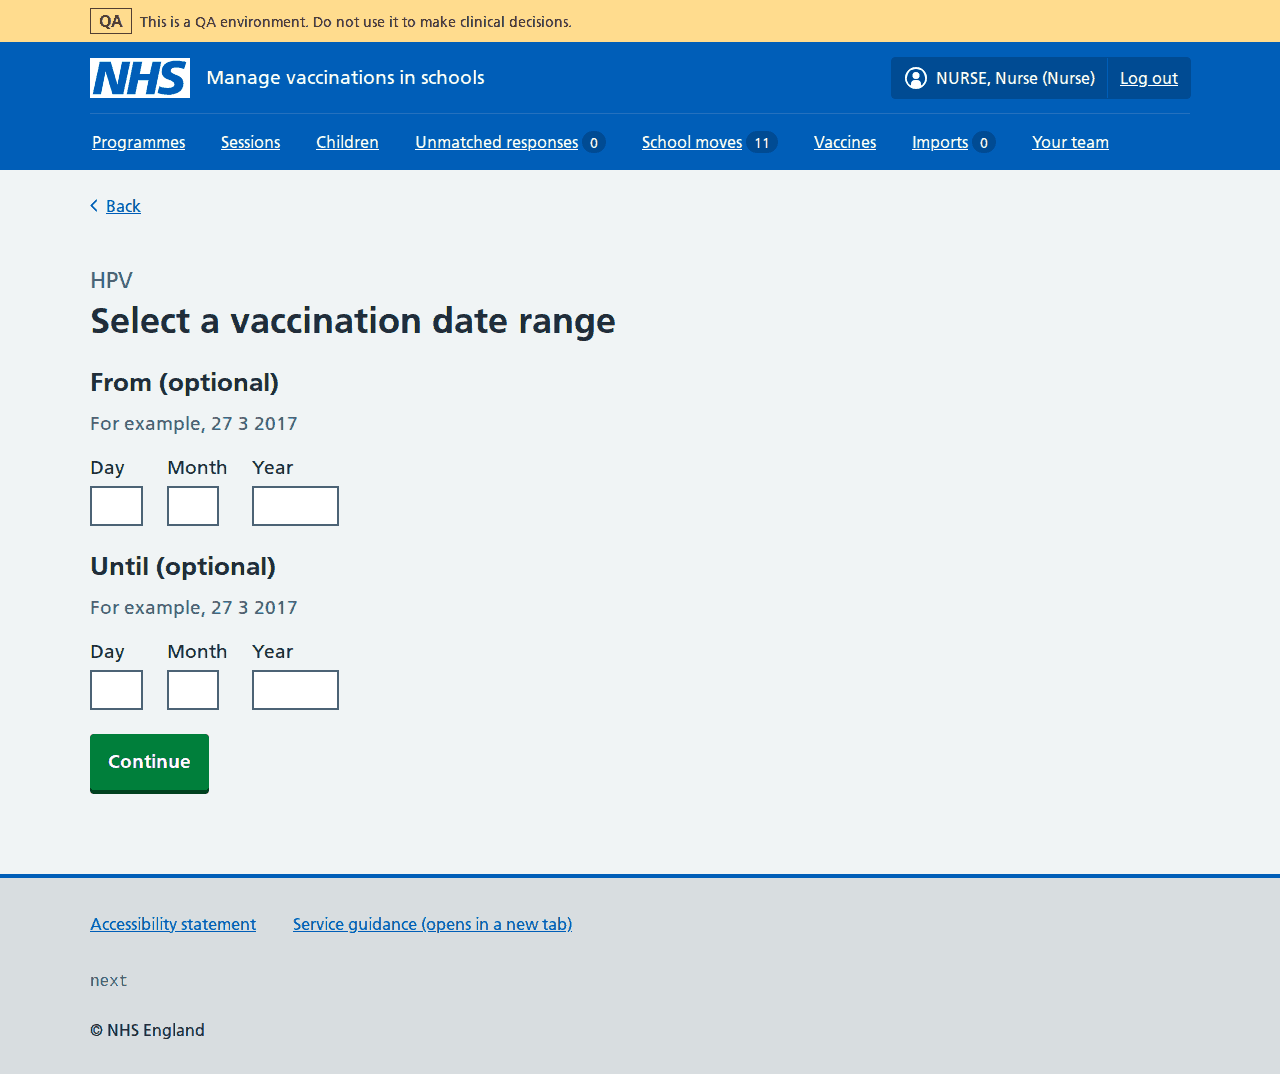 QA This is a QA environment. Do not use it to make clinical decisions.
NHS Manage vaccinations in schools NURSE, Nurse (Nurse) Log out
Programmes Sessions Children Unmatched responses 0 School moves 11 Vaccines Imports 0 Your team
Back
HPV
Select a vaccination date range
From (optional)
For example, 27 3 2017
Day Month Year
Until (optional)
For example, 27 3 2017
Day Month Year
Continue
Accessibility statement Service guidance (opens in a new tab)
next
© NHS England